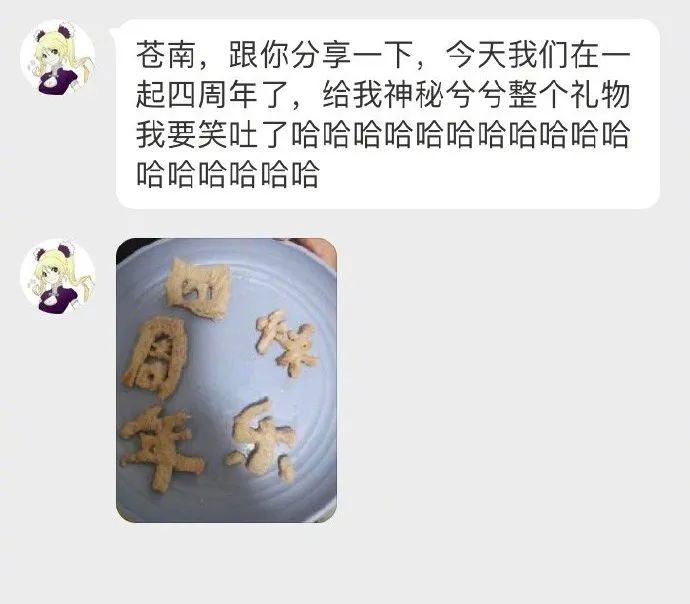 苍南，跟你分享一下，今天我们在一
起四周年了，给我神秘兮兮整个礼物
我要笑吐了哈哈哈哈哈哈哈哈哈哈哈
哈哈哈哈哈哈
四
周
年
快
乐